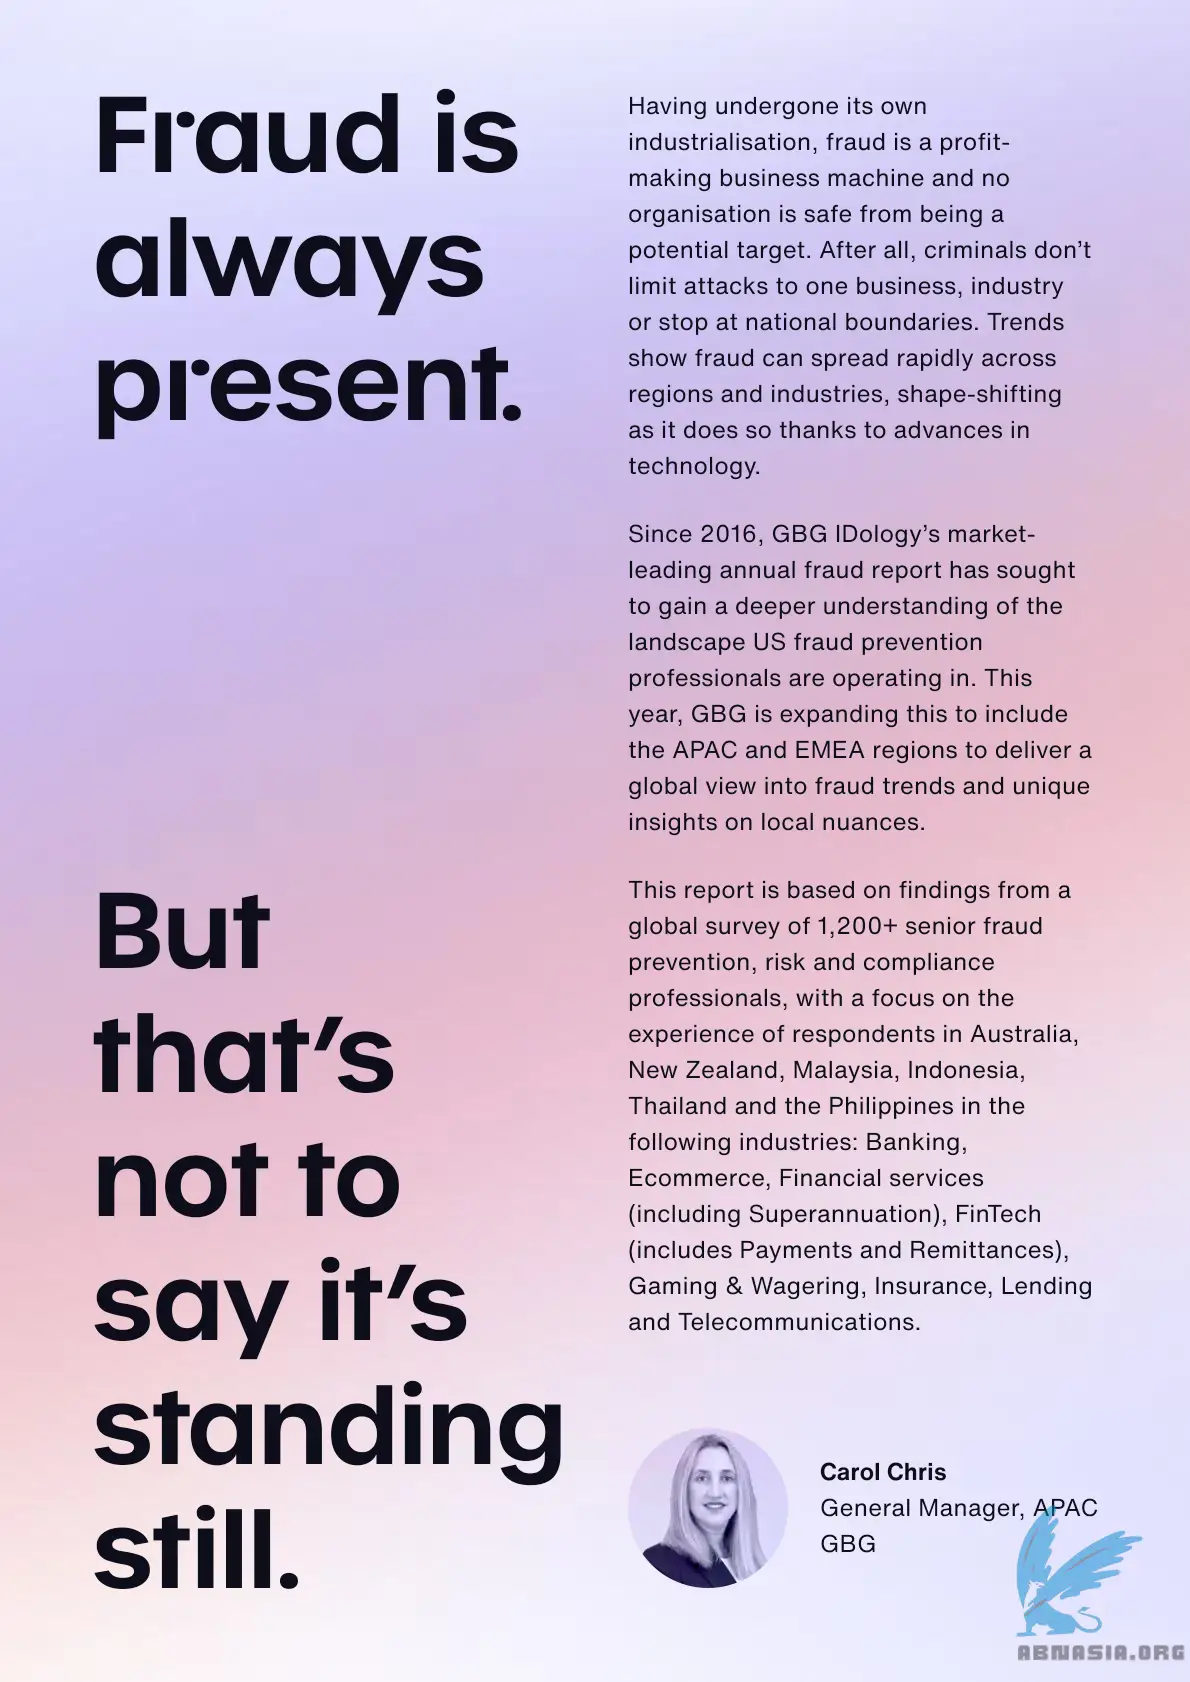 Fraud is
always
present.
But
that’s
not to
say it’s
standing
still.
Having undergone its own
industrialisation, fraud is a profit-
making business machine and no
organisation is safe from being a
potential target. After all, criminals don’t
limit attacks to one business, industry
or stop at national boundaries. Trends
show fraud can spread rapidly across
regions and industries, shape-shifting
as it does so thanks to advances in
technology.
Since 2016, GBG IDology’s market-
leading annual fraud report has sought
to gain a deeper understanding of the
landscape US fraud prevention
professionals are operating in. This
year, GBG is expanding this to include
the APAC and EMEA regions to deliver a
global view into fraud trends and unique
insights on local nuances.
This report is based on findings from a
global survey of 1,200+ senior fraud
prevention, risk and compliance
professionals, with a focus on the
experience of respondents in Australia,
New Zealand, Malaysia, Indonesia,
Thailand and the Philippines in the
following industries: Banking,
Ecommerce, Financial services
(including Superannuation), FinTech
(includes Payments and Remittances),
Gaming & Wagering, Insurance, Lending
and Telecommunications.
Carol Chris
General Manager, APAC
GBG
ABNASIA.ORG